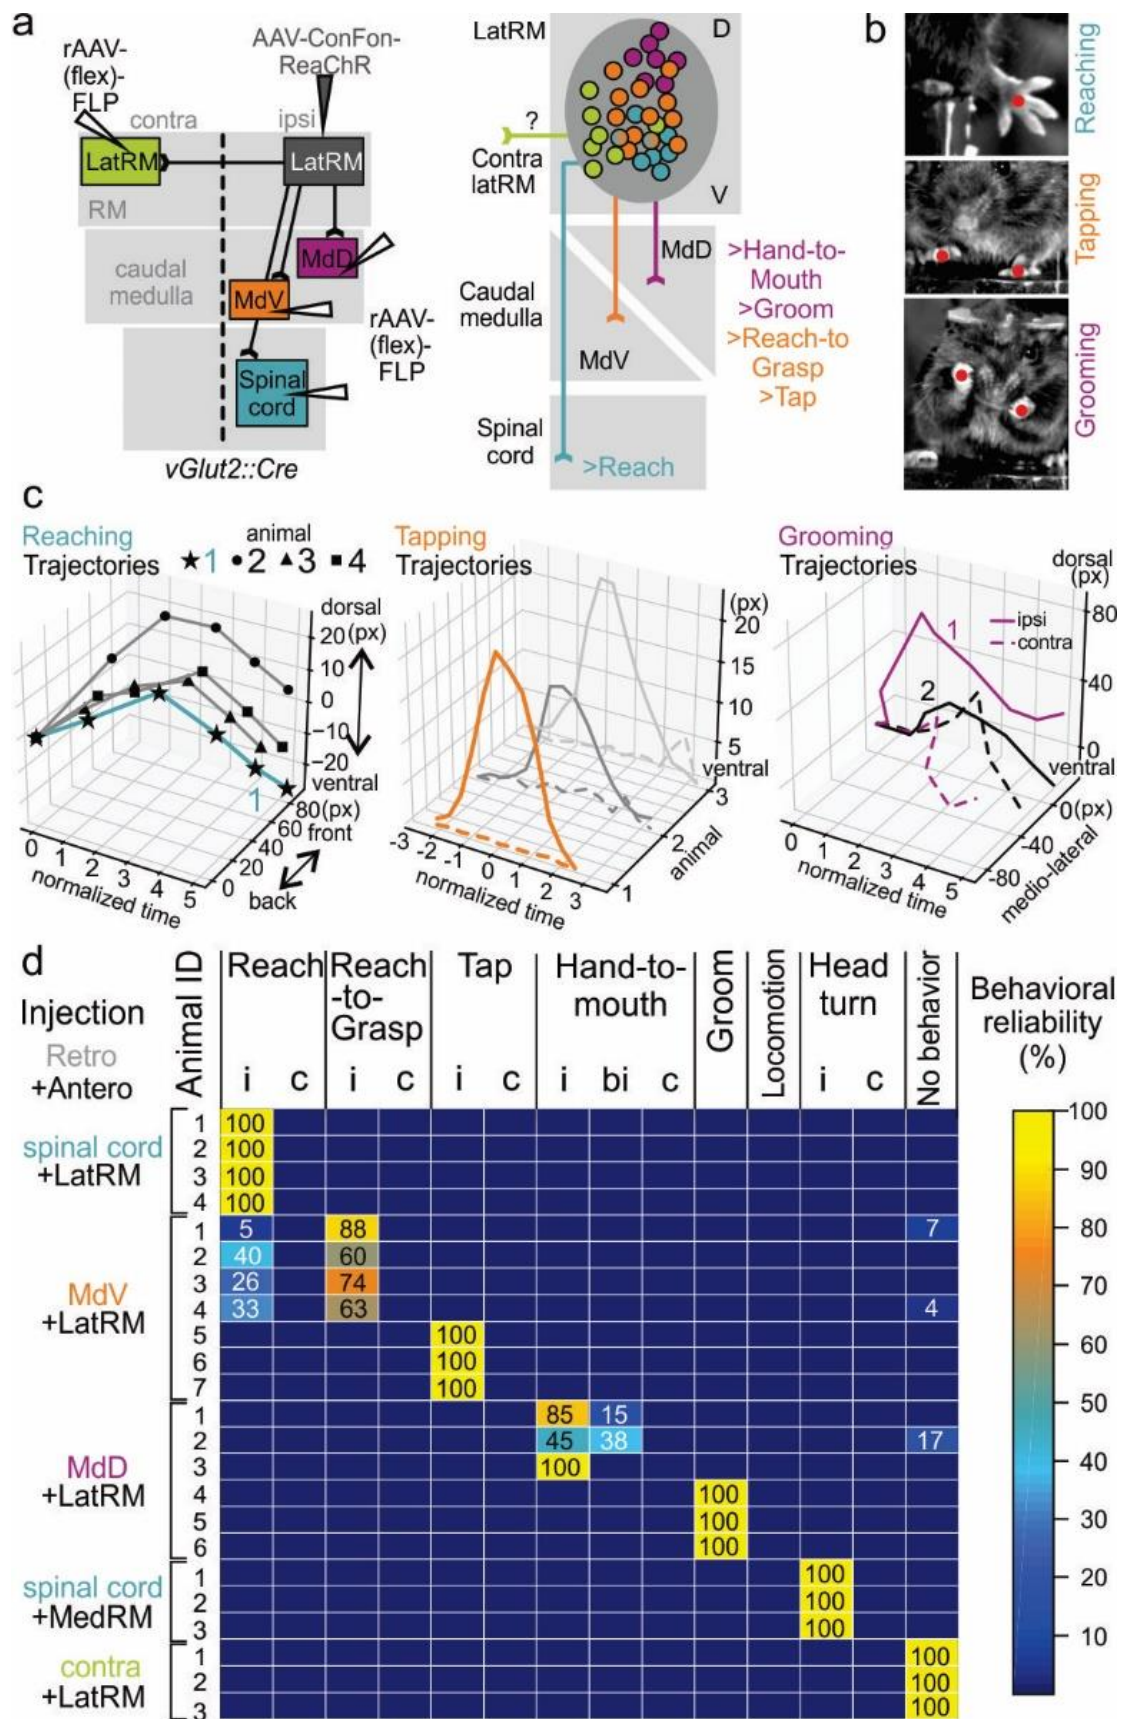 a
rAAV-
(flex)-
FLP
AAV-ConFon-
ReaChR
contra
ipsi
LatRM
LatRM
RM
MdD
caudal
medulla
MdV
rAAV-
(flex)-
FLP
Spinal
cord
vGlut2::Cre
LatRM
D
?
Contra
latRM
V
MdD
>Hand-to-
Mouth
>Groom
Caudal
medulla
>Reach-to
Grasp
>Tap
MdV
Spinal
cord
>Reach
b
Reaching
Tapping
Grooming
c
Reaching
Trajectories
animal
1 2 3 4
dorsal
20 (px)
10
0
-10
-20
ventral
1
80(px)
60 front
40
20
0
back
0 1 2 3 4 5
normalized time
Tapping
Trajectories
(px)
20
15
10
5
ventral
3
2
1
animal
-3 -2 -1 0 1 2 3
normalized time
Grooming
Trajectories
dorsal
(px)
80
ipsi
contra
1
2
40
0
ventral
0(px)
-40
-80
medio-lateral
0 1 2 3 4 5
normalized time
d
Injection
Retro
+Antero
Animal ID
Reach
Reach
-to-
Grasp
Tap
Hand-to-
mouth
Groom
Locomotion
Head
turn
No behavior
i c i c i c i bi c i c
Behavioral
reliability
(%)
spinal cord
+LatRM
1 100
2 100
3 100
4 100
MdV
+LatRM
1 5 88 7
2 40 60
3 26 74
4 33 63 4
5 100
6 100
7 100
MdD
+LatRM
1 85 15
2 45 38 17
3 100
4 100
5 100
6 100
spinal cord
+MedRM
1 100
2 100
3 100
contra
+LatRM
1 100
2 100
3 100
100
90
80
70
60
50
40
30
20
10